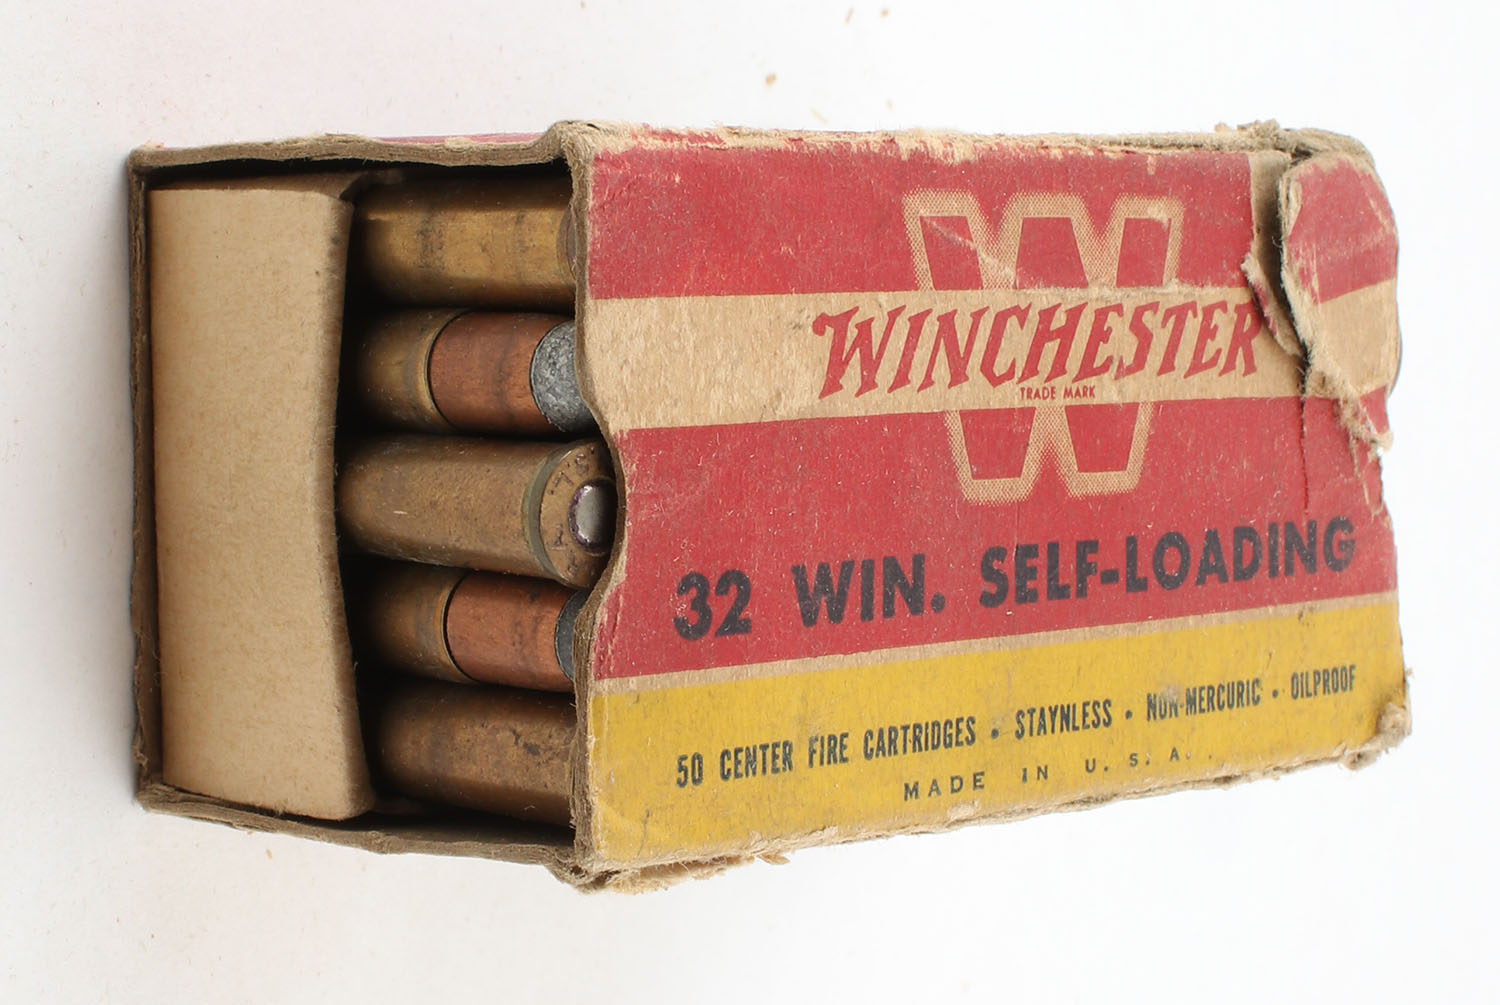 WINCHESTER
TRADE MARK
32 WIN. SELF-LOADING
50 CENTER FIRE CARTRIDGES • STAYNLESS • NON-MERCURIC • OILPROOF
MADE IN U. S. A.